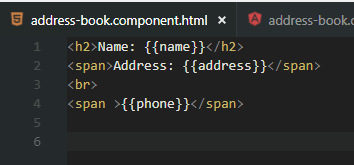 address-book.component.html × address-book.c
1 <h2>Name: {{name}}</h2>
2 <span>Address: {{address}}</span>
3 <br>
4 <span >{{phone}}</span>
5
6